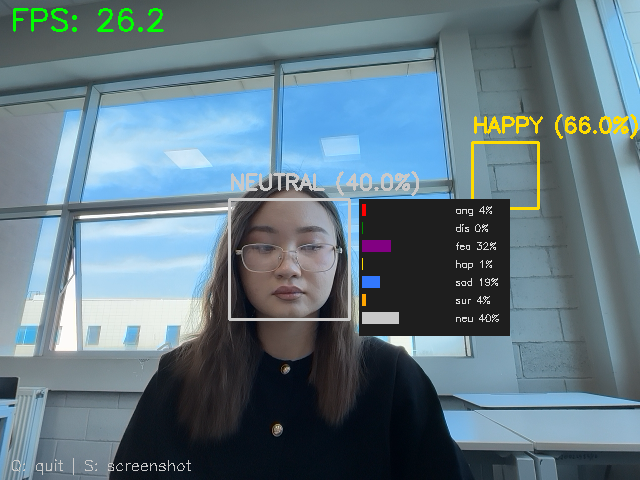 FPS: 26.2
HAPPY (66.0%)
NEUTRAL (40.0%)
ang 4%
dis 0%
fea 32%
hap 1%
sad 19%
sur 4%
neu 40%
Q: quit | S: screenshot